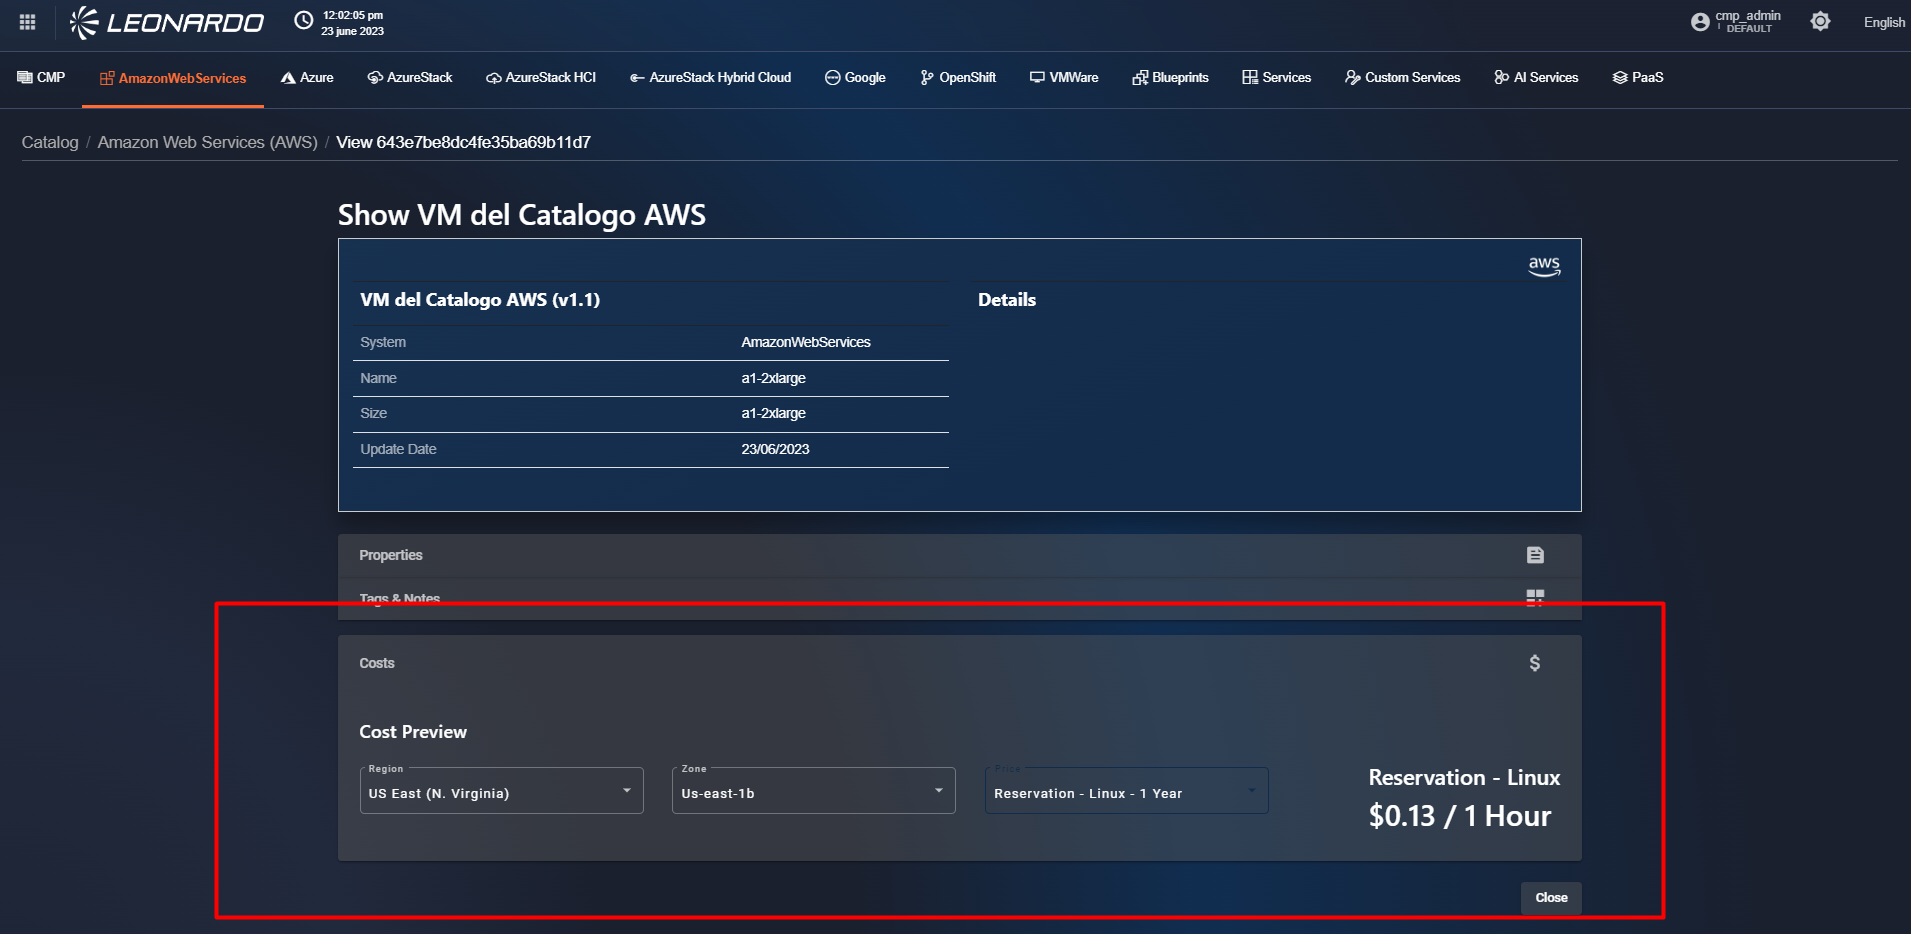 LEONARDO
12:02:05 pm
23 june 2023
cmp_admin
DEFAULT
English
CMP
AmazonWebServices
Azure
AzureStack
AzureStack HCI
AzureStack Hybrid Cloud
Google
OpenShift
VMWare
Blueprints
Services
Custom Services
AI Services
PaaS
Catalog / Amazon Web Services (AWS) / View 643e7be8dc4fe35ba69b11d7
Show VM del Catalogo AWS
aws
VM del Catalogo AWS (v1.1)
Details
System AmazonWebServices
Name a1-2xlarge
Size a1-2xlarge
Update Date 23/06/2023
Properties
Tags & Notes
Costs
Cost Preview
Region
US East (N. Virginia)
Zone
Us-east-1b
Price
Reservation - Linux - 1 Year
Reservation - Linux
$0.13 / 1 Hour
Close